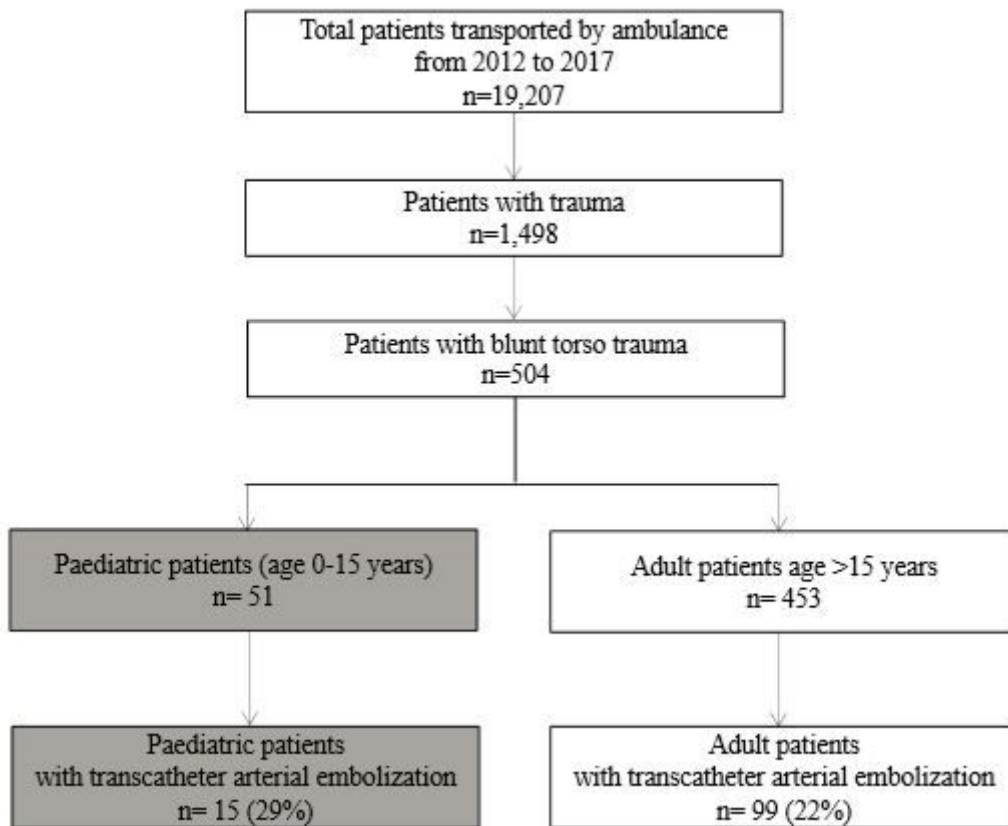 Total patients transported by ambulance
from 2012 to 2017
n=19,207
Patients with trauma
n=1,498
Patients with blunt torso trauma
n=504
Paediatric patients (age 0-15 years)
n= 51
Adult patients age >15 years
n= 453
Paediatric patients
with transcatheter arterial embolization
n= 15 (29%)
Adult patients
with transcatheter arterial embolization
n= 99 (22%)